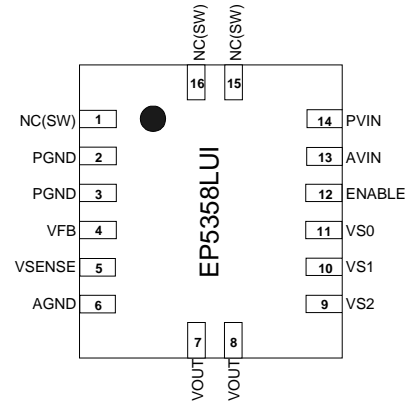 NC(SW)
NC(SW)
16
15
NC(SW)
1
14
PVIN
PGND
2
13
AVIN
PGND
3
12
ENABLE
VFB
4
11
VS0
VSENSE
5
10
VS1
AGND
6
9
VS2
EP5358LUI
7
8
VOUT
VOUT